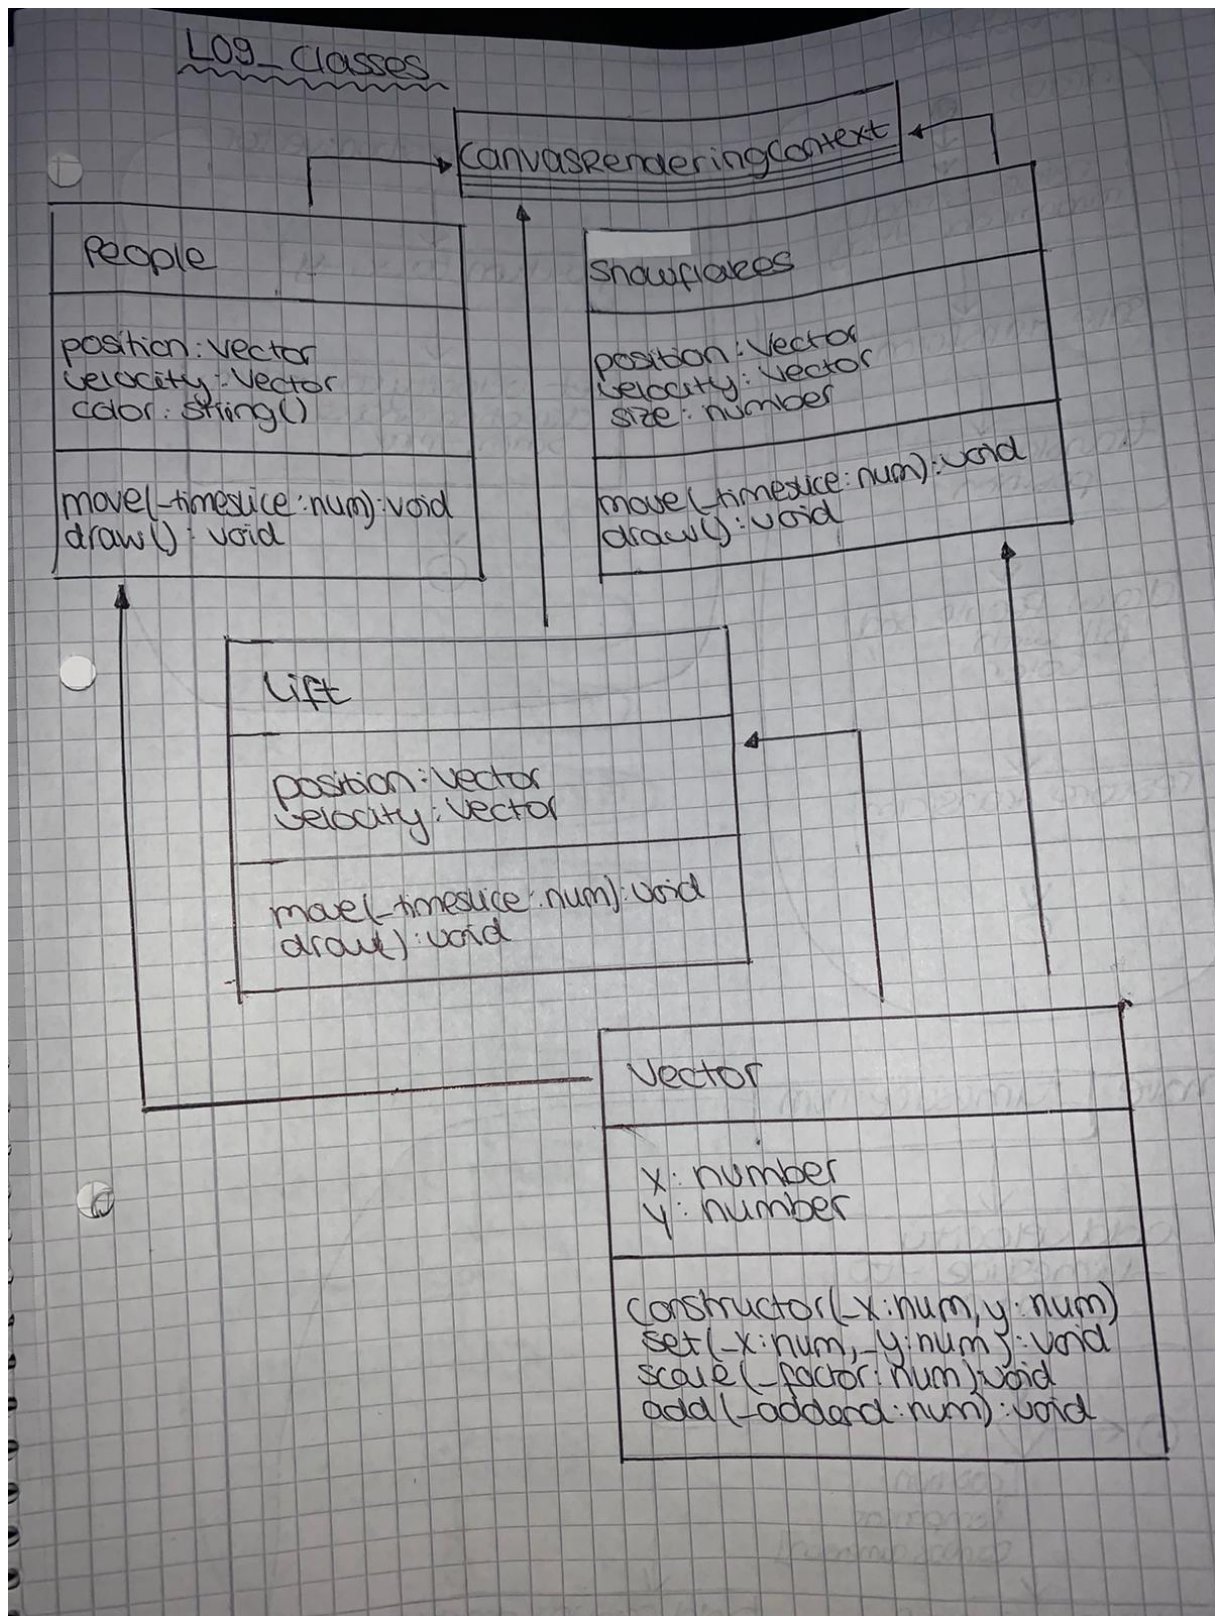 L09_Classes
CanvasRenderingContext
People
position: Vector
velocity: Vector
color: string()
move(_timeslice: num): void
draw(): void
Snowflakes
position: Vector
velocity: Vector
size: number
move(_timeslice: num): void
draw(): void
Lift
position: Vector
velocity: Vector
move(_timeslice: num): void
draw(): void
Vector
x: number
y: number
constructor(_x: num, y: num)
set(_x: num, _y: num): void
scale(_factor: num): void
add(_addend: num): void